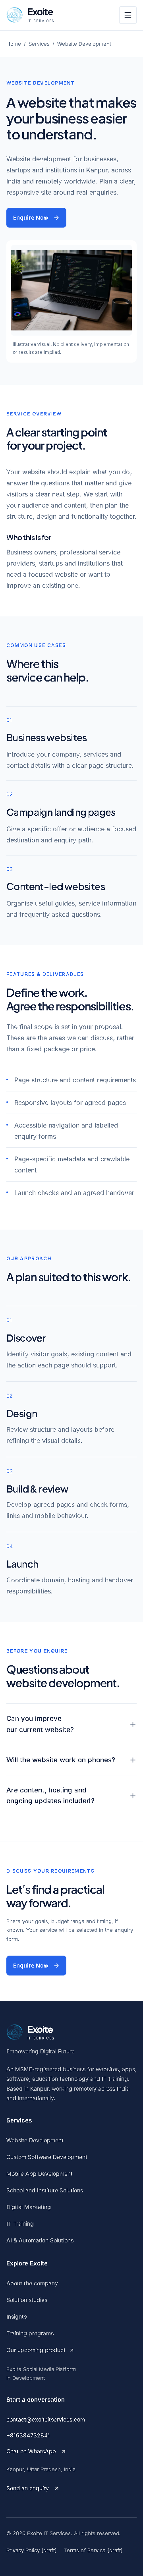 Exoite
IT SERVICES
Home / Services / Website Development
WEBSITE DEVELOPMENT
A website that makes
your business easier
to understand.
Website development for businesses,
startups and institutions in Kanpur, across
India and remotely worldwide. Plan a clear,
responsive site around real enquiries.
Enquire Now →
Illustrative visual. No client delivery, implementation
or results are implied.
SERVICE OVERVIEW
A clear starting point
for your project.
Your website should explain what you do,
answer the questions that matter and give
visitors a clear next step. We start with
your audience and content, then plan the
structure, design and functionality together.
Who this is for
Business owners, professional service
providers, startups and institutions that
need a focused website or want to
improve an existing one.
COMMON USE CASES
Where this
service can help.
01
Business websites
Introduce your company, services and
contact details with a clear page structure.
02
Campaign landing pages
Give a specific offer or audience a focused
destination and enquiry path.
03
Content-led websites
Organise useful guides, service information
and frequently asked questions.
FEATURES & DELIVERABLES
Define the work.
Agree the responsibilities.
The final scope is set in your proposal.
These are the areas we can discuss, rather
than a fixed package or price.
• Page structure and content requirements
• Responsive layouts for agreed pages
• Accessible navigation and labelled
enquiry forms
• Page-specific metadata and crawlable
content
• Launch checks and an agreed handover
OUR APPROACH
A plan suited to this work.
01
Discover
Identify visitor goals, existing content and
the action each page should support.
02
Design
Review structure and layouts before
refining the visual details.
03
Build & review
Develop agreed pages and check forms,
links and mobile behaviour.
04
Launch
Coordinate domain, hosting and handover
responsibilities.
BEFORE YOU ENQUIRE
Questions about
website development.
Can you improve
our current website?
Will the website work on phones?
Are content, hosting and
ongoing updates included?
DISCUSS YOUR REQUIREMENTS
Let's find a practical
way forward.
Share your goals, budget range and timing, if
known. Your service will be selected in the enquiry
form.
Enquire Now →
Exoite
IT SERVICES
Empowering Digital Future
An MSME-registered business for websites, apps,
software, education technology and IT training.
Based in Kanpur, working remotely across India
and internationally.
Services
Website Development
Custom Software Development
Mobile App Development
School and Institute Solutions
Digital Marketing
IT Training
AI & Automation Solutions
Explore Exoite
About the company
Solution studies
Insights
Training programs
Our upcoming product ↗
Exoite Social Media Platform
In Development
Start a conversation
contact@exoiteitservices.com
+916394732841
Chat on WhatsApp ↗
Kanpur, Uttar Pradesh, India
Send an enquiry ↗
© 2026 Exoite IT Services. All rights reserved.
Privacy Policy (draft) Terms of Service (draft)